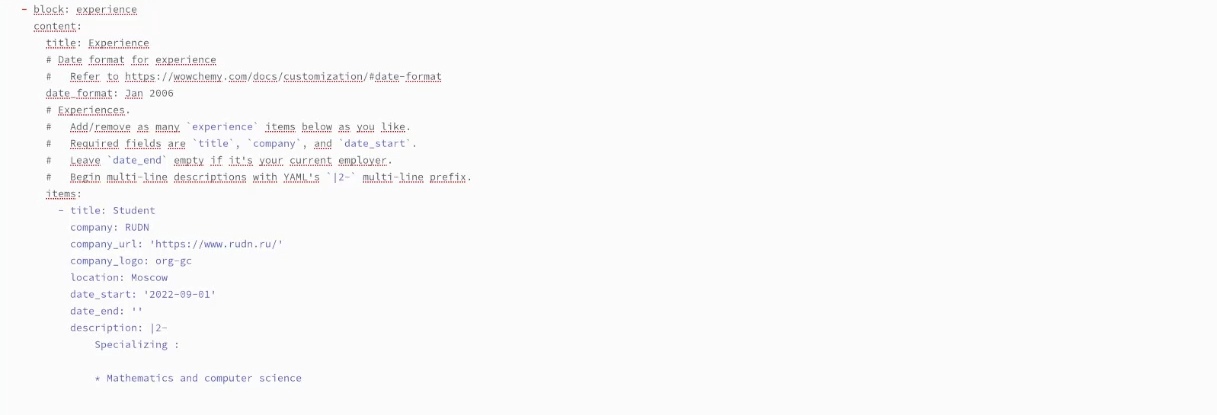 - block: experience
content:
title: Experience
# Date format for experience
# Refer to https://wowchemy.com/docs/customization/#date-format
date_format: Jan 2006
# Experiences.
# Add/remove as many `experience` items below as you like.
# Required fields are `title`, `company`, and `date_start`.
# Leave `date_end` empty if it's your current employer.
# Begin multi-line descriptions with YAML's `|2-` multi-line prefix.
items:
- title: Student
company: RUDN
company_url: 'https://www.rudn.ru/'
company_logo: org-gc
location: Moscow
date_start: '2022-09-01'
date_end: ''
description: |2-
Specializing :
* Mathematics and computer science